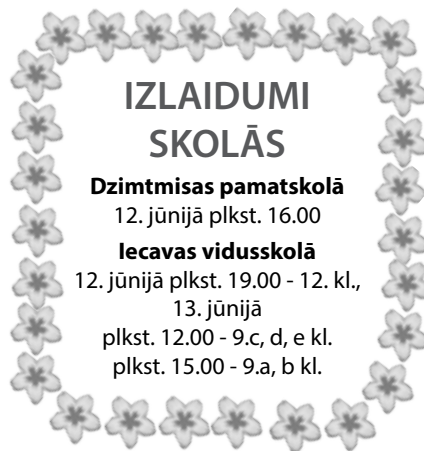 IZLAIDUMI
SKOLĀS
Dzimtmisas pamatskolā
12. jūnijā plkst. 16.00
Iecavas vidusskolā
12. jūnijā plkst. 19.00 - 12. kl.,
13. jūnijā
plkst. 12.00 - 9.c, d, e kl.
plkst. 15.00 - 9.a, b kl.